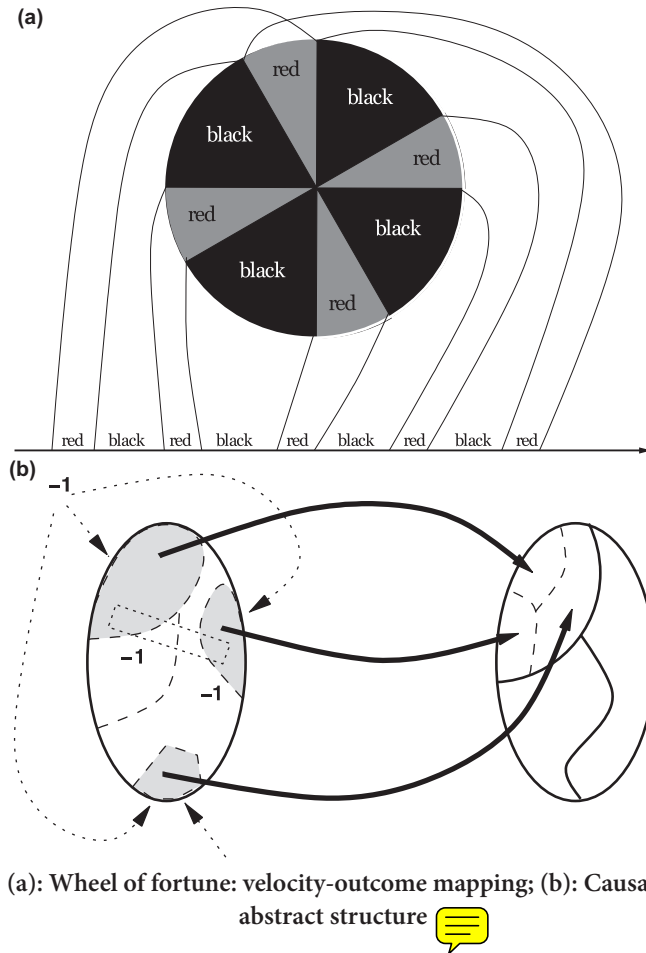 (a)
red
black
black
red
red
black
black
red
red black red black red black red black red
(b)
–1
–1
–1
(a): Wheel of fortune: velocity-outcome mapping; (b): Causa
abstract structure